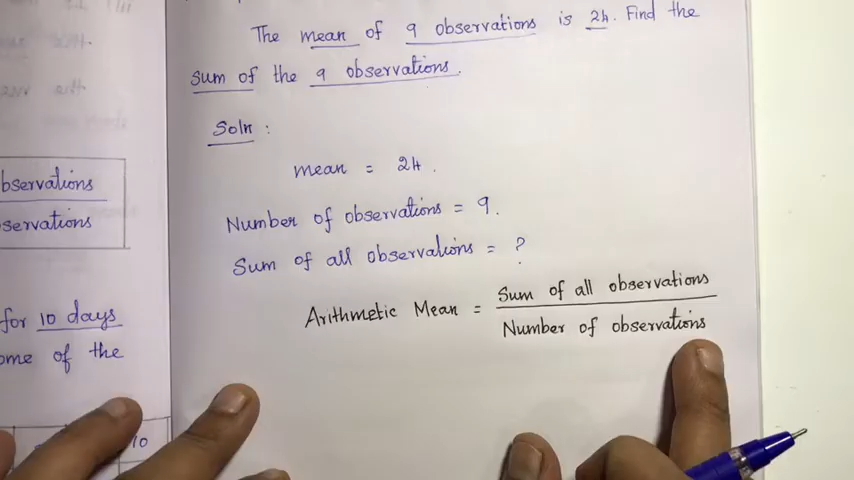 bservations
servations
for 10 days
ome of the
10
The mean of 9 observations is 24. Find the
sum of the 9 observations.
Soln :
mean = 24.
Number of observations = 9.
Sum of all observations = ?
Arithmetic Mean = Sum of all observations
Number of observations